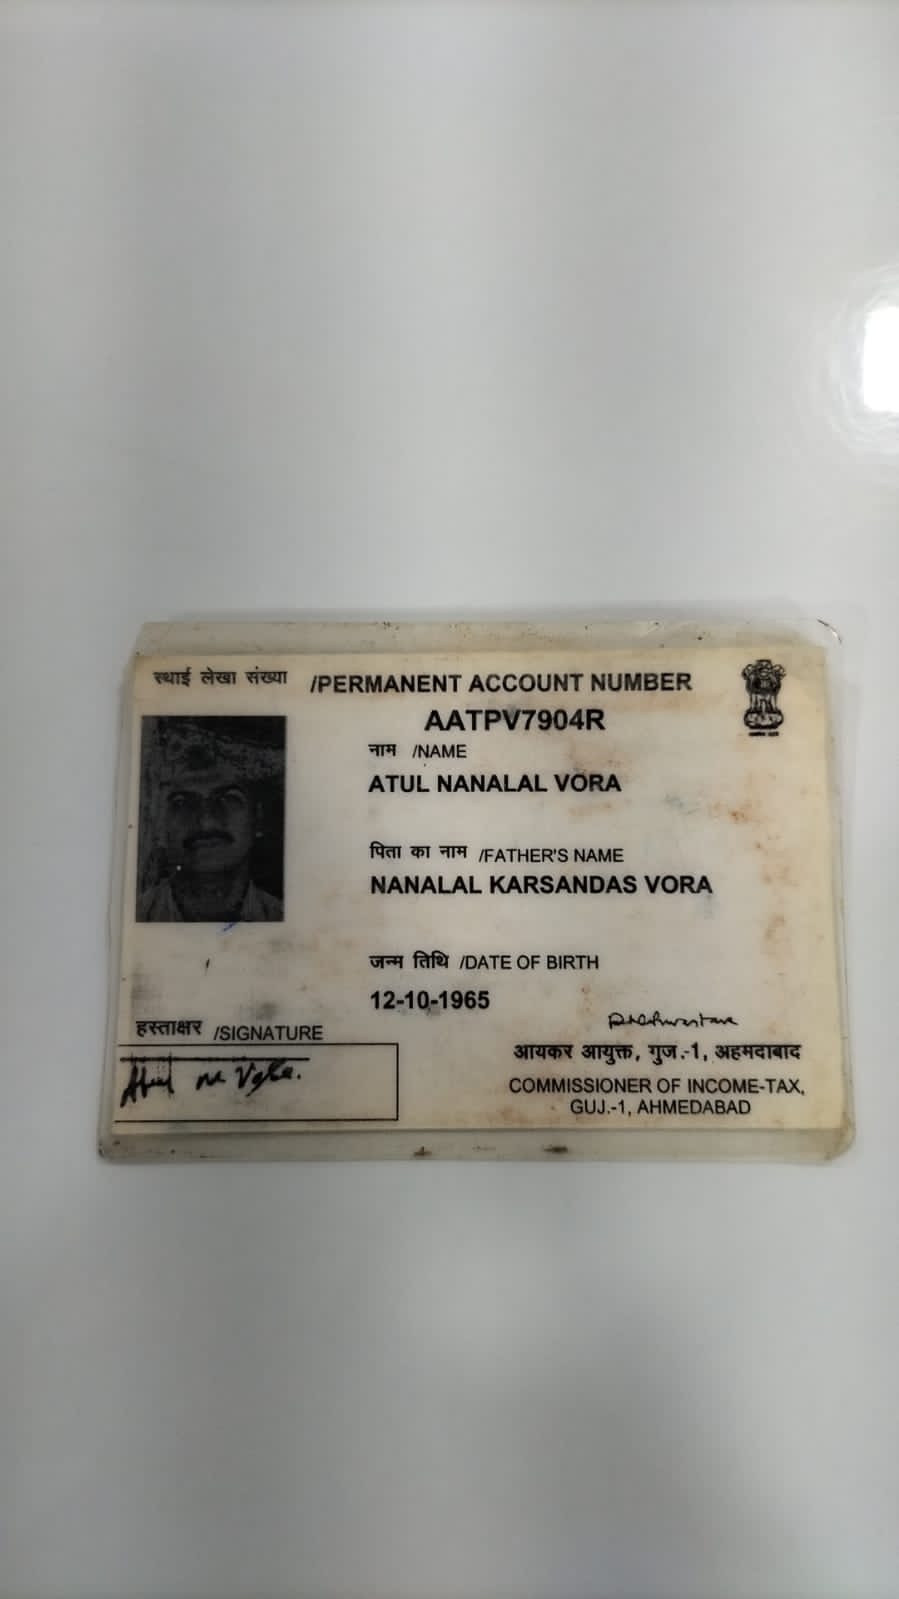 स्थाई लेखा संख्या /PERMANENT ACCOUNT NUMBER
AATPV7904R
नाम /NAME
ATUL NANALAL VORA
पिता का नाम /FATHER'S NAME
NANALAL KARSANDAS VORA
जन्म तिथि /DATE OF BIRTH
12-10-1965
हस्ताक्षर /SIGNATURE
आयकर आयुक्त, गुज.-1, अहमदाबाद
COMMISSIONER OF INCOME-TAX,
GUJ.-1, AHMEDABAD